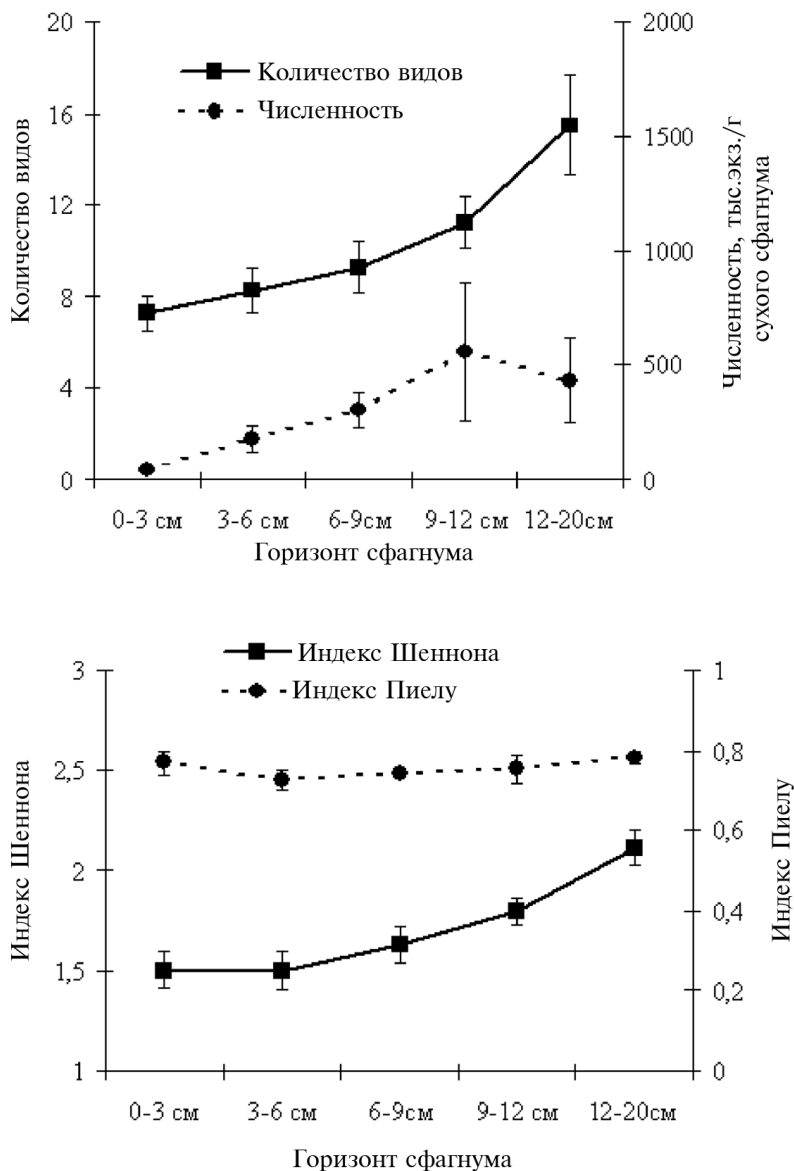 20
2000
Количество видов
Численность
16
1500
12
1000
8
500
4
0
0
Количество видов
Численность, тыс.экз./г
сухого сфагнума
0-3 см
3-6 см
6-9см
9-12 см
12-20см
Горизонт сфагнума
Индекс Шеннона
Индекс Пиелу
3
1
2,5
0,8
2
0,6
0,4
1,5
0,2
1
0
Индекс Шеннона
Индекс Пиелу
0-3 см
3-6 см
6-9см
9-12 см
12-20см
Горизонт сфагнума